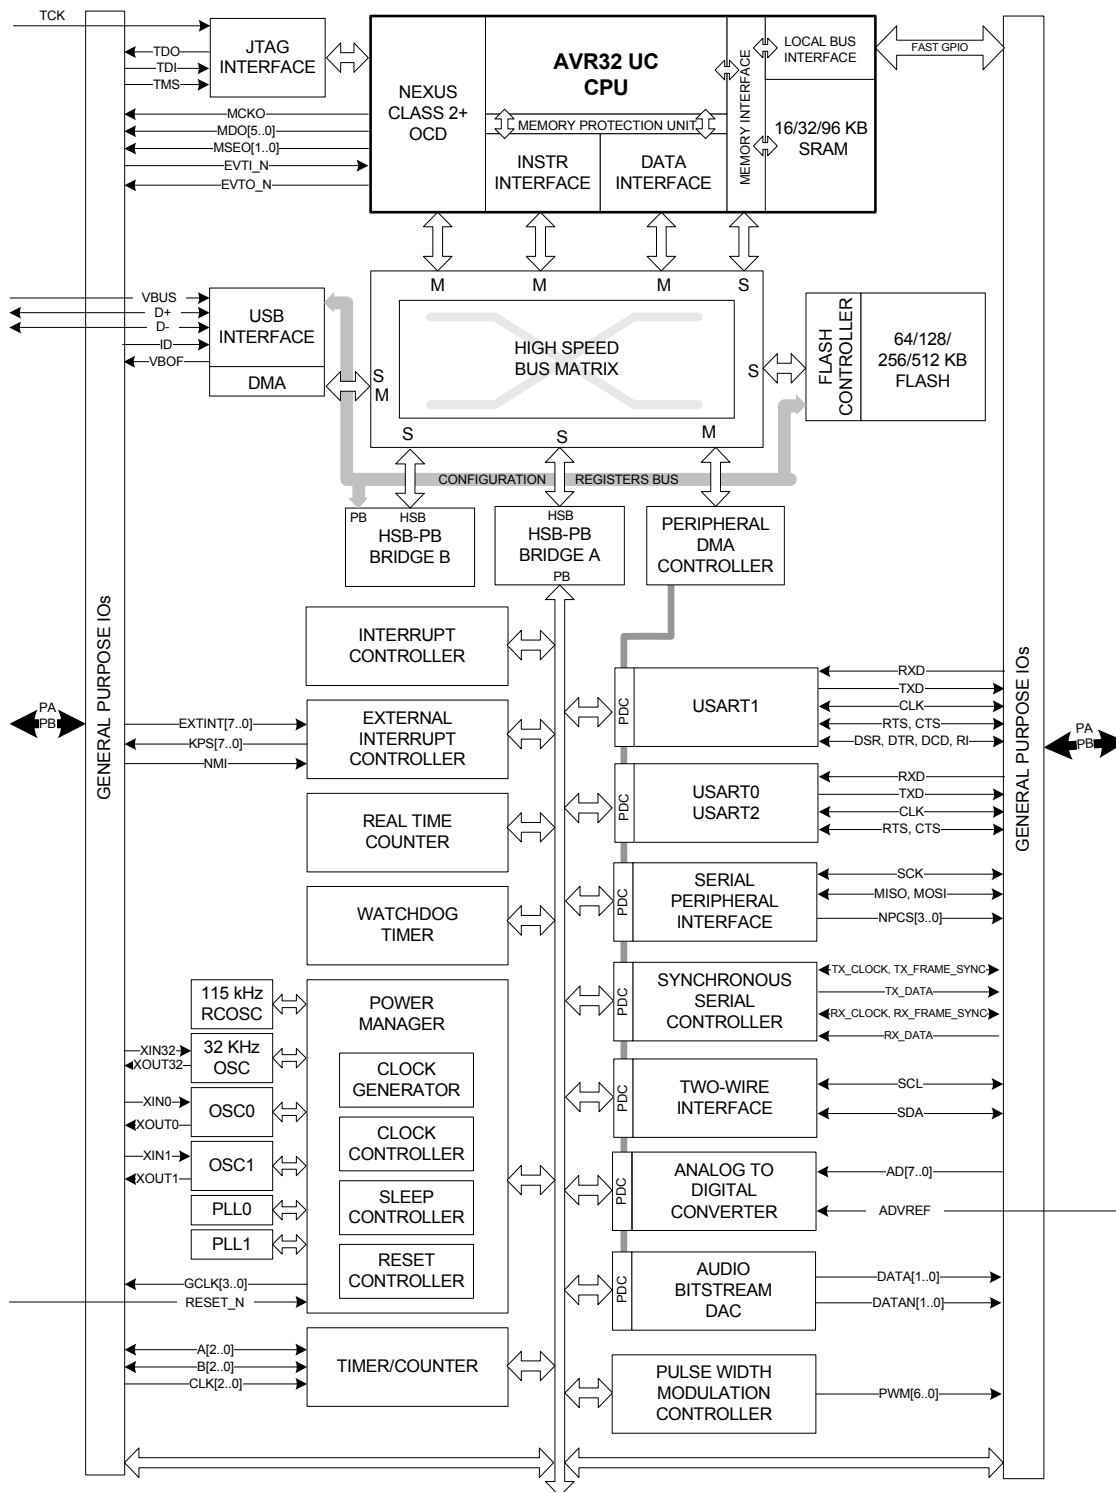 TCK
TDO
TDI
TMS
JTAG
INTERFACE
MCKO
MDO[5..0]
MSEO[1..0]
EVTI_N
EVTO_N
NEXUS
CLASS 2+
OCD
AVR32 UC
CPU
MEMORY PROTECTION UNIT
INSTR
INTERFACE
DATA
INTERFACE
MEMORY INTERFACE
LOCAL BUS
INTERFACE
16/32/96 KB
SRAM
FAST GPIO
M
M
M
S
VBUS
D+
D-
ID
VBOF
USB
INTERFACE
DMA
S
M
HIGH SPEED
BUS MATRIX
S
FLASH
CONTROLLER
64/128/
256/512 KB
FLASH
S
S
M
CONFIGURATION
REGISTERS BUS
PB
HSB
HSB-PB
BRIDGE B
HSB
HSB-PB
BRIDGE A
PB
PERIPHERAL
DMA
CONTROLLER
GENERAL PURPOSE IOs
PA
PB
INTERRUPT
CONTROLLER
EXTINT[7..0]
KPS[7..0]
NMI
EXTERNAL
INTERRUPT
CONTROLLER
REAL TIME
COUNTER
WATCHDOG
TIMER
115 kHz
RCOSC
XIN32
XOUT32
32 KHz
OSC
XIN0
XOUT0
OSC0
XIN1
XOUT1
OSC1
PLL0
PLL1
GCLK[3..0]
RESET_N
POWER
MANAGER
CLOCK
GENERATOR
CLOCK
CONTROLLER
SLEEP
CONTROLLER
RESET
CONTROLLER
A[2..0]
B[2..0]
CLK[2..0]
TIMER/COUNTER
PDC
USART1
RXD
TXD
CLK
RTS, CTS
DSR, DTR, DCD, RI
PDC
USART0
USART2
RXD
TXD
CLK
RTS, CTS
PDC
SERIAL
PERIPHERAL
INTERFACE
SCK
MISO, MOSI
NPCS[3..0]
PDC
SYNCHRONOUS
SERIAL
CONTROLLER
TX_CLOCK, TX_FRAME_SYNC
TX_DATA
RX_CLOCK, RX_FRAME_SYNC
RX_DATA
PDC
TWO-WIRE
INTERFACE
SCL
SDA
PDC
ANALOG TO
DIGITAL
CONVERTER
AD[7..0]
ADVREF
PDC
AUDIO
BITSTREAM
DAC
DATA[1..0]
DATAN[1..0]
PULSE WIDTH
MODULATION
CONTROLLER
PWM[6..0]
GENERAL PURPOSE IOs
PA
PB